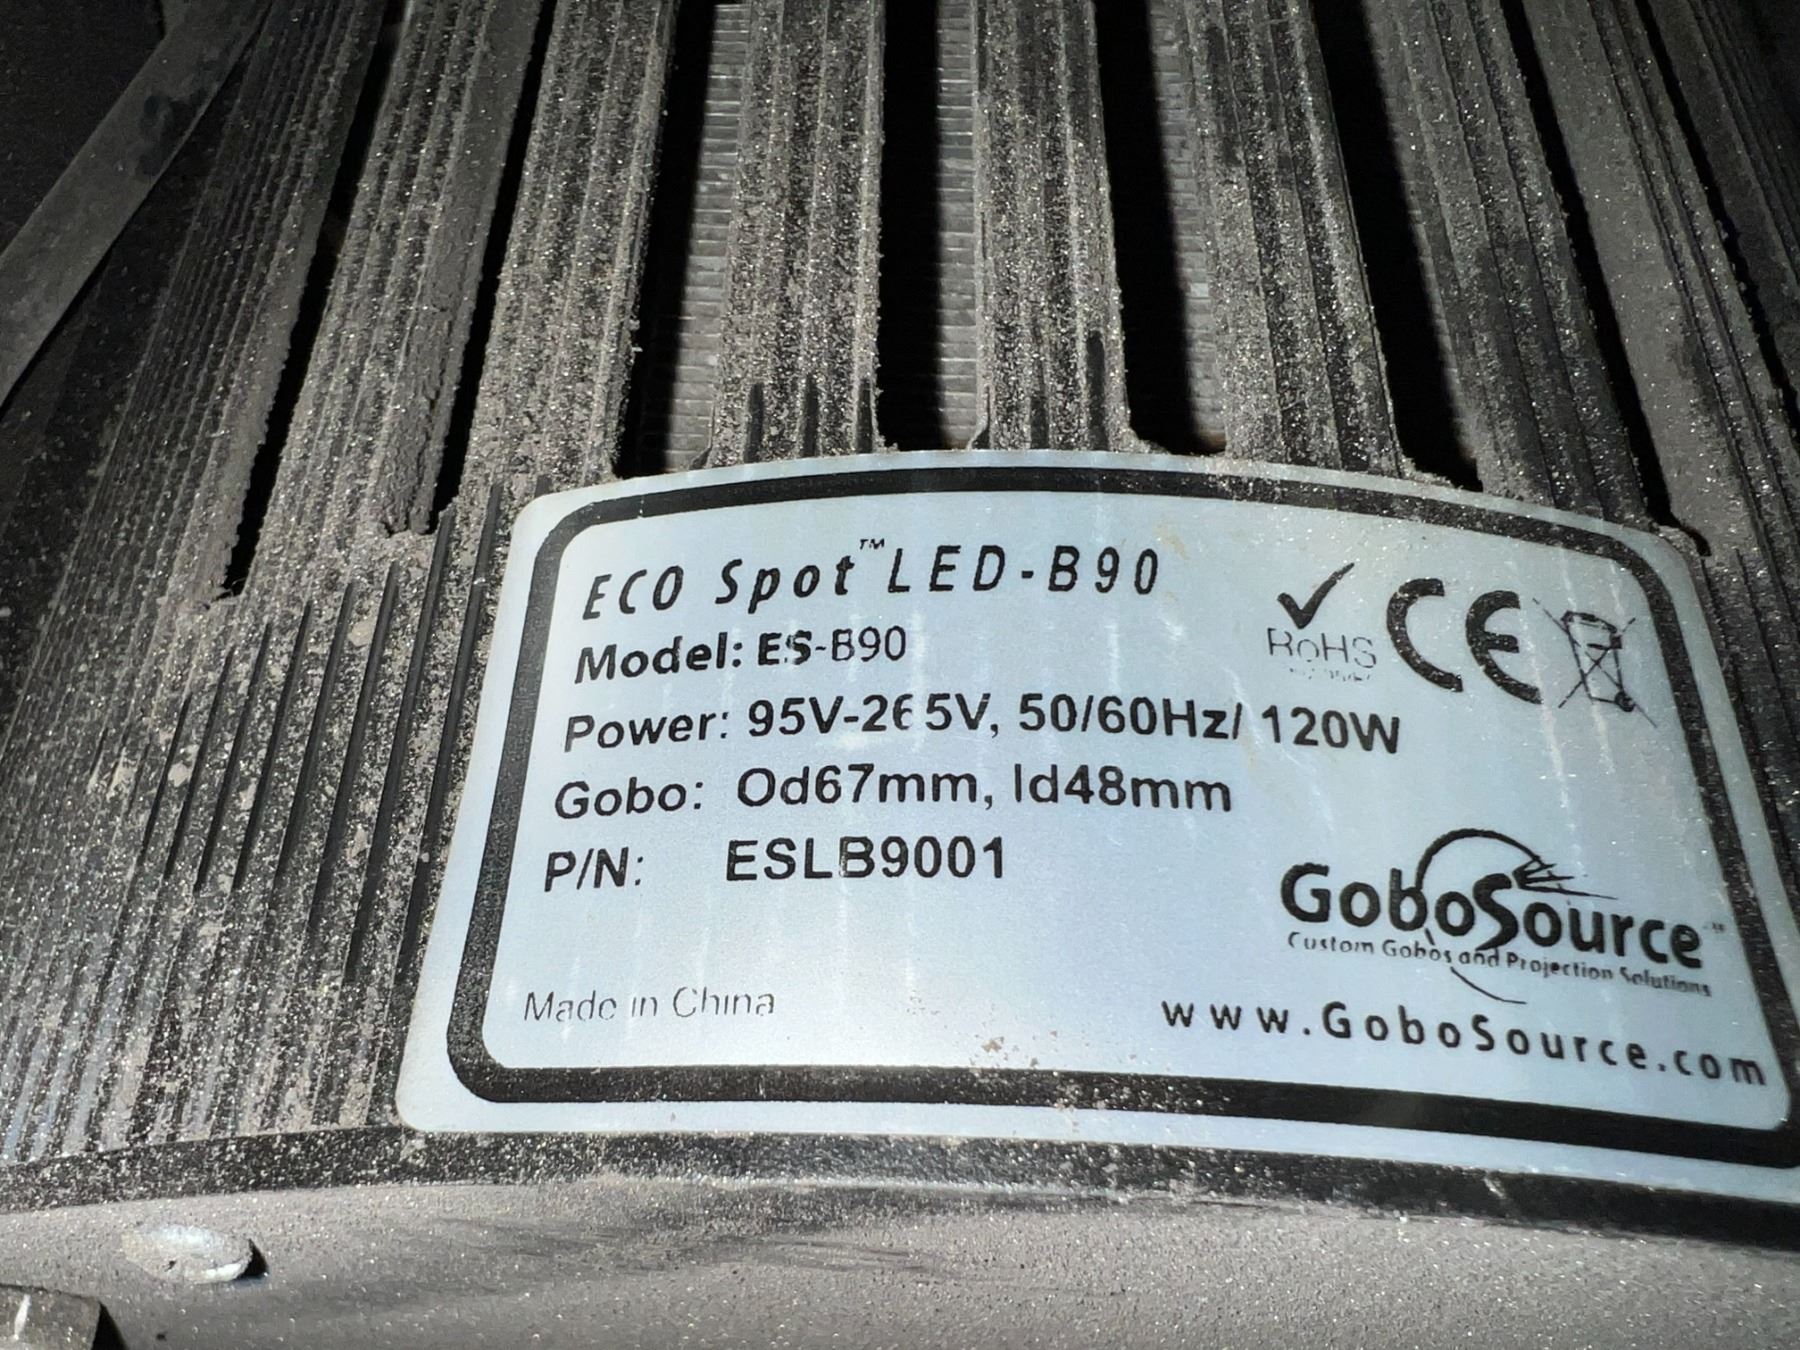 ECO Spot™ LED-B90
Model: ES-B90
Power: 95V-265V, 50/60Hz/ 120W
Gobo: Od67mm, Id48mm
P/N: ESLB9001
Made in China
RoHS
CE
GoboSource
Custom Gobos and Projection Solutions
www.GoboSource.com